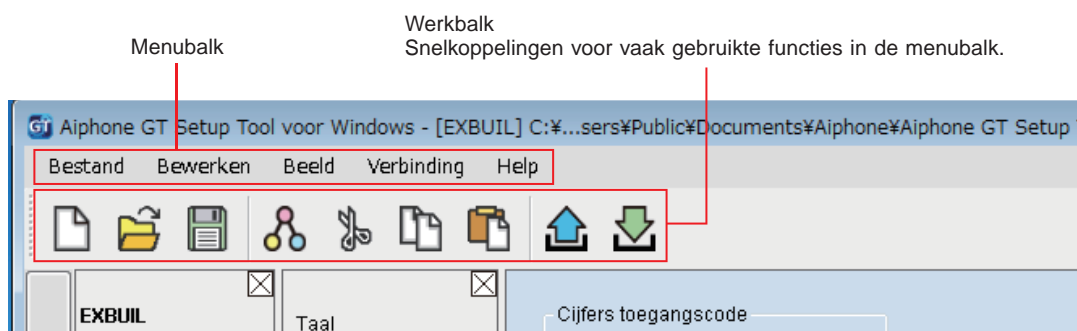 Werkbalk
Menubalk
Snelkoppelingen voor vaak gebruikte functies in de menubalk.
GT Aiphone GT Setup Tool voor Windows - [EXBUIL] C:¥...sers¥Public¥Documents¥Aiphone¥Aiphone GT Setup
Bestand Bewerken Beeld Verbinding Help
EXBUIL
Taal
Cijfers toegangscode